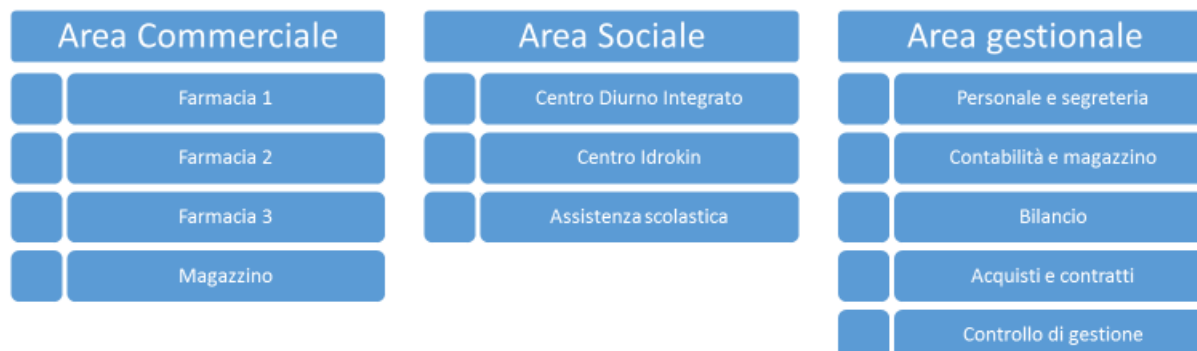 Area Commerciale
Farmacia 1
Farmacia 2
Farmacia 3
Magazzino
Area Sociale
Centro Diurno Integrato
Centro Idrokin
Assistenza scolastica
Area gestionale
Personale e segreteria
Contabilità e magazzino
Bilancio
Acquisti e contratti
Controllo di gestione